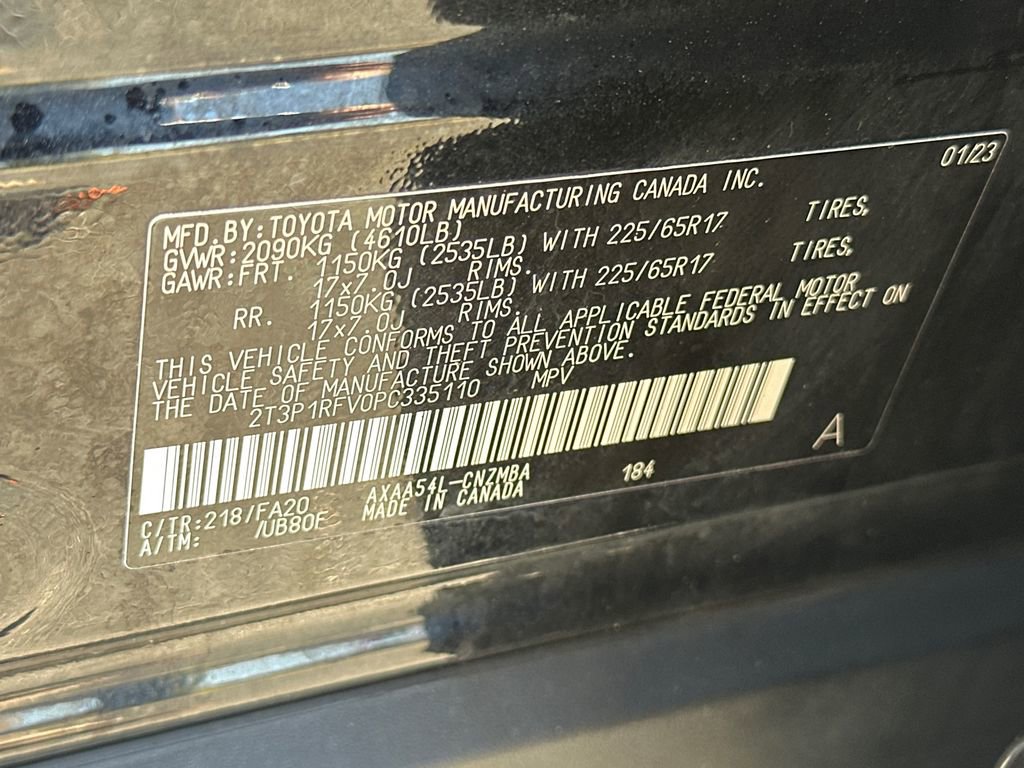 01/23
MFD.BY:TOYOTA MOTOR MANUFACTURING CANADA INC.
GVWR:2090KG (4610LB)
GAWR:FRT. 1150KG (2535LB) WITH 225/65R17 TIRES,
17x7.0J RIMS.
RR. 1150KG (2535LB) WITH 225/65R17 TIRES,
17x7.0J RIMS.
THIS VEHICLE CONFORMS TO ALL APPLICABLE FEDERAL MOTOR
VEHICLE SAFETY AND THEFT PREVENTION STANDARDS IN EFFECT ON
THE DATE OF MANUFACTURE SHOWN ABOVE.
2T3P1RFV0PC335110 MPV
A
C/TR:218/FA20 AXAA54L-CNZMBA 184
A/TM: /UB80F MADE IN CANADA